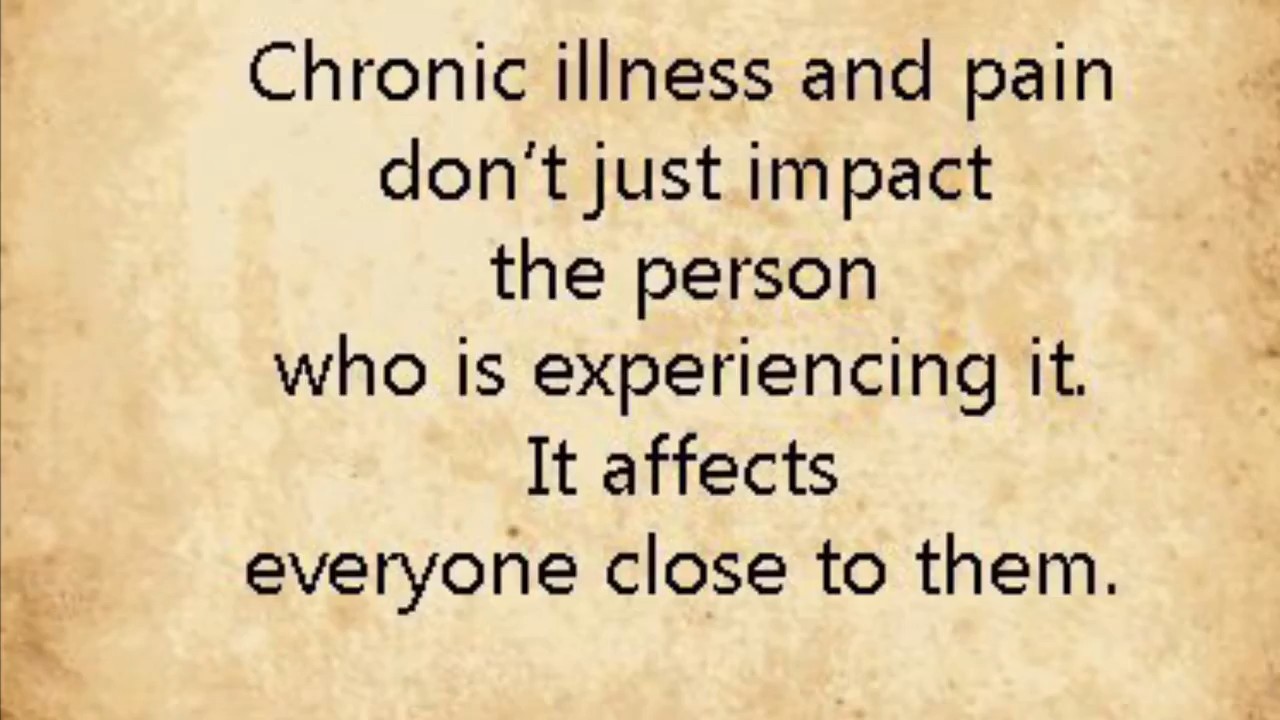 Chronic illness and pain
don’t just impact
the person
who is experiencing it.
It affects
everyone close to them.